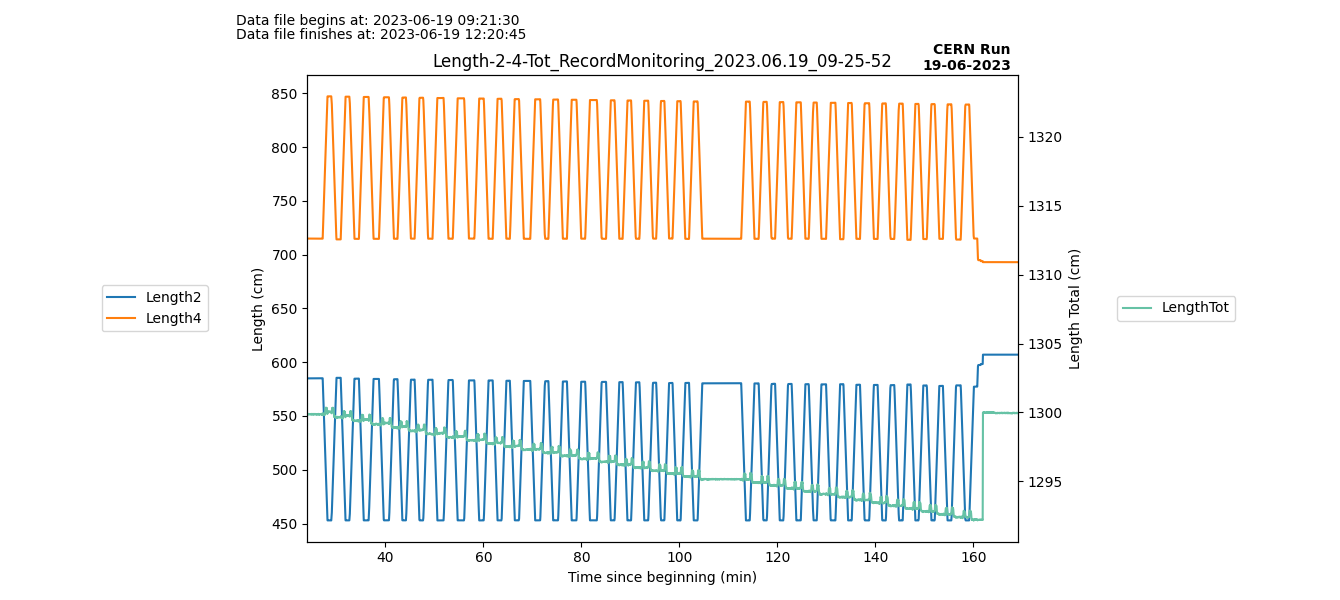 Data file begins at: 2023-06-19 09:21:30
Data file finishes at: 2023-06-19 12:20:45
CERN Run
19-06-2023
Length-2-4-Tot_RecordMonitoring_2023.06.19_09-25-52
850
800
750
700
650
600
550
500
450
Length (cm)
Length2
Length4
1320
1315
1310
1305
1300
1295
Length Total (cm)
LengthTot
40 60 80 100 120 140 160
Time since beginning (min)